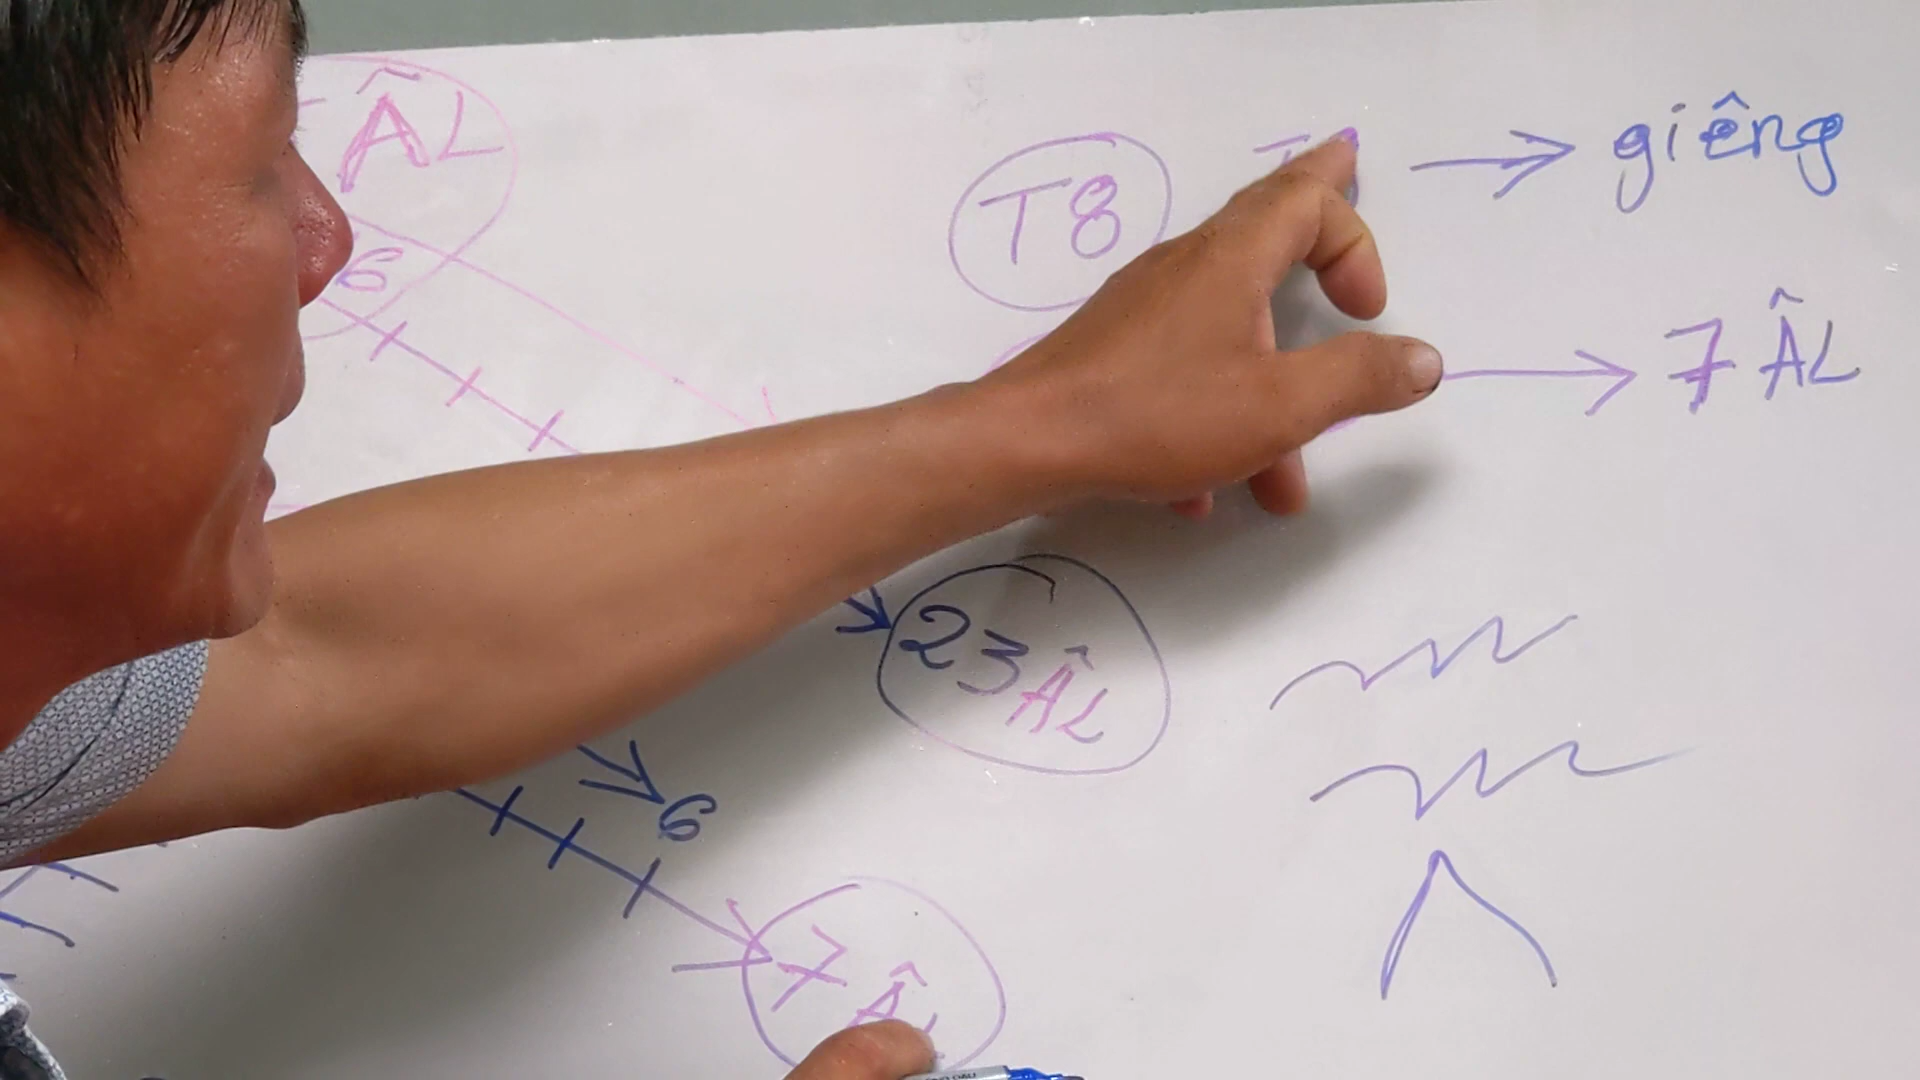 ÂL
6
T8
→ giêng
→ 7 ÂL
23 ÂL
6
7 ÂL